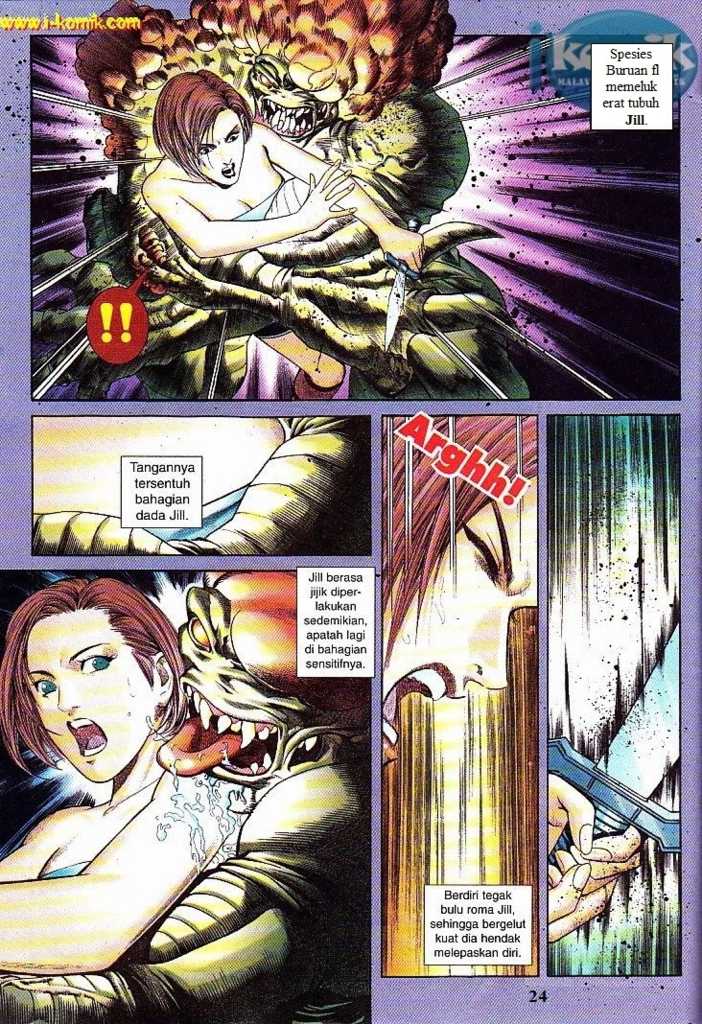 www.i-komik.com
i komik
Spesies
Buruan fl
memeluk
erat tubuh
Jill.
!!
Tangannya
tersentuh
bahagian
dada Jill.
Arghh!
Jill berasa
jijik diper-
lakukan
sedemikian,
apatah lagi
di bahagian
sensitifnya.
Berdiri tegak
bulu roma Jill,
sehingga bergelut
kuat dia hendak
melepaskan diri.
24